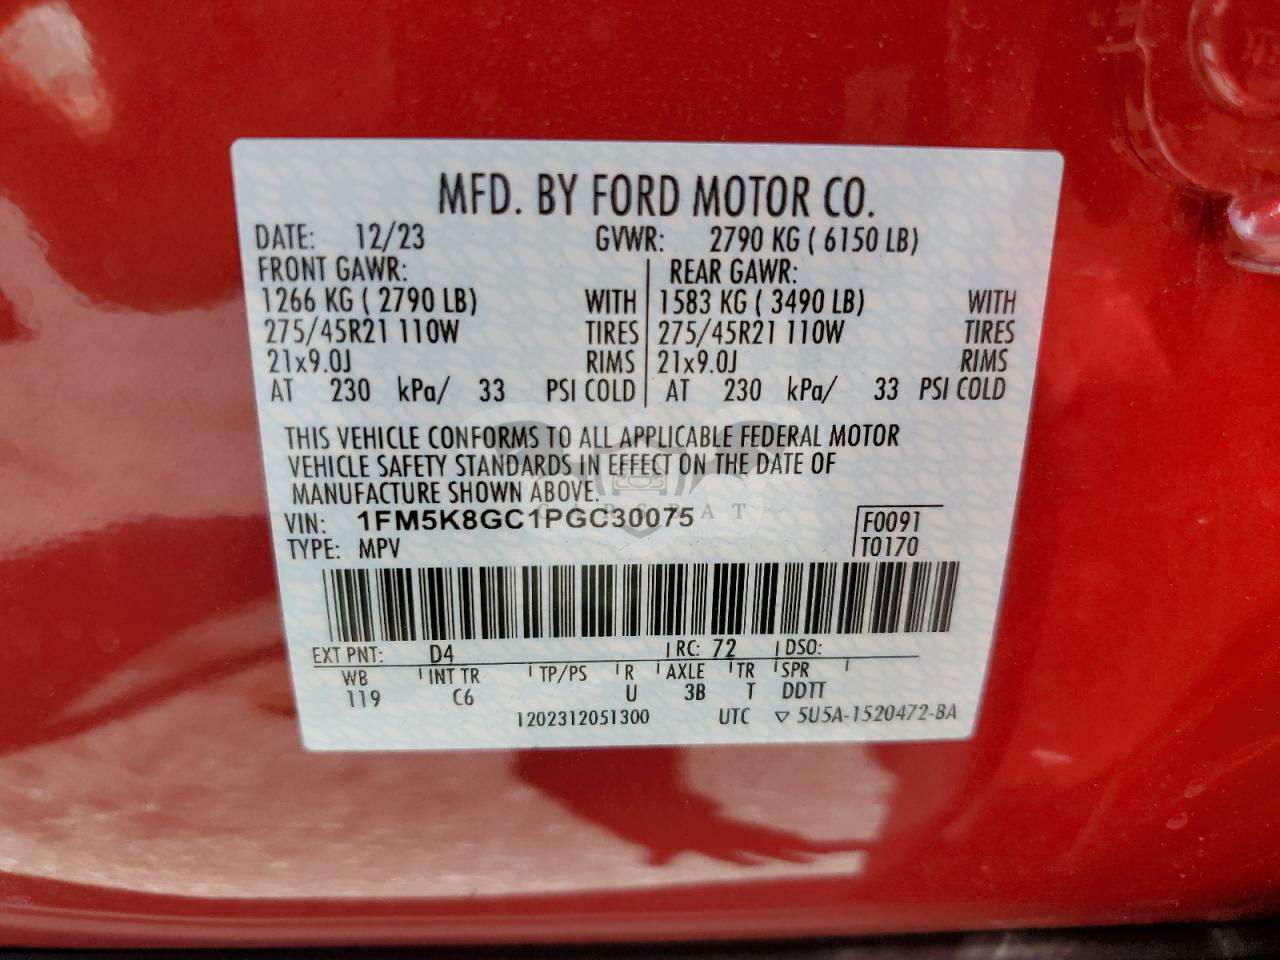 MFD. BY FORD MOTOR CO.
DATE: 12/23 GVWR: 2790 KG ( 6150 LB)
FRONT GAWR: REAR GAWR:
1266 KG ( 2790 LB) WITH 1583 KG ( 3490 LB) WITH
275/45R21 110W TIRES 275/45R21 110W TIRES
21x9.0J RIMS 21x9.0J RIMS
AT 230 kPa/ 33 PSI COLD AT 230 kPa/ 33 PSI COLD
THIS VEHICLE CONFORMS TO ALL APPLICABLE FEDERAL MOTOR
VEHICLE SAFETY STANDARDS IN EFFECT ON THE DATE OF
MANUFACTURE SHOWN ABOVE.
VIN: 1FM5K8GC1PGC30075 F0091
TYPE: MPV T0170
EXT PNT: D4 RC: 72 DSO:
WB INT TR TP/PS R AXLE TR SPR
119 C6 U 3B T DDTT
1202312051300 UTC ▽ 5U5A-1520472-BA